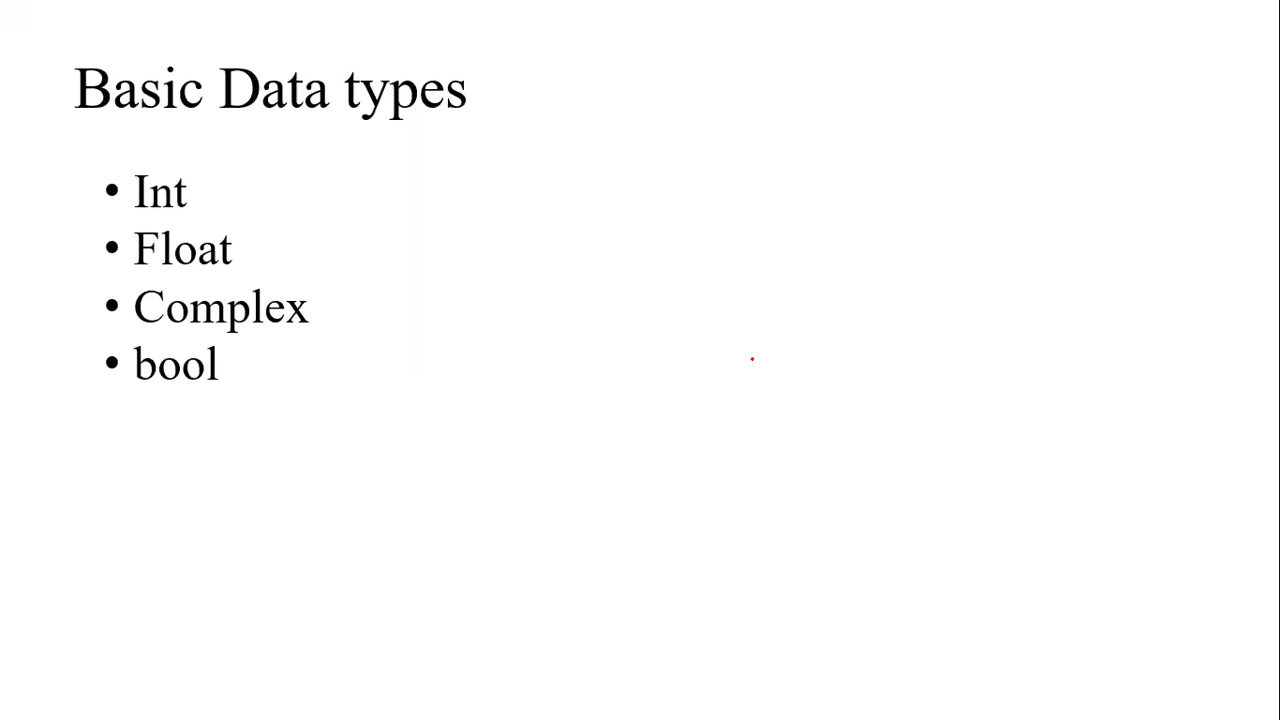 Basic Data types
• Int
• Float
• Complex
• bool